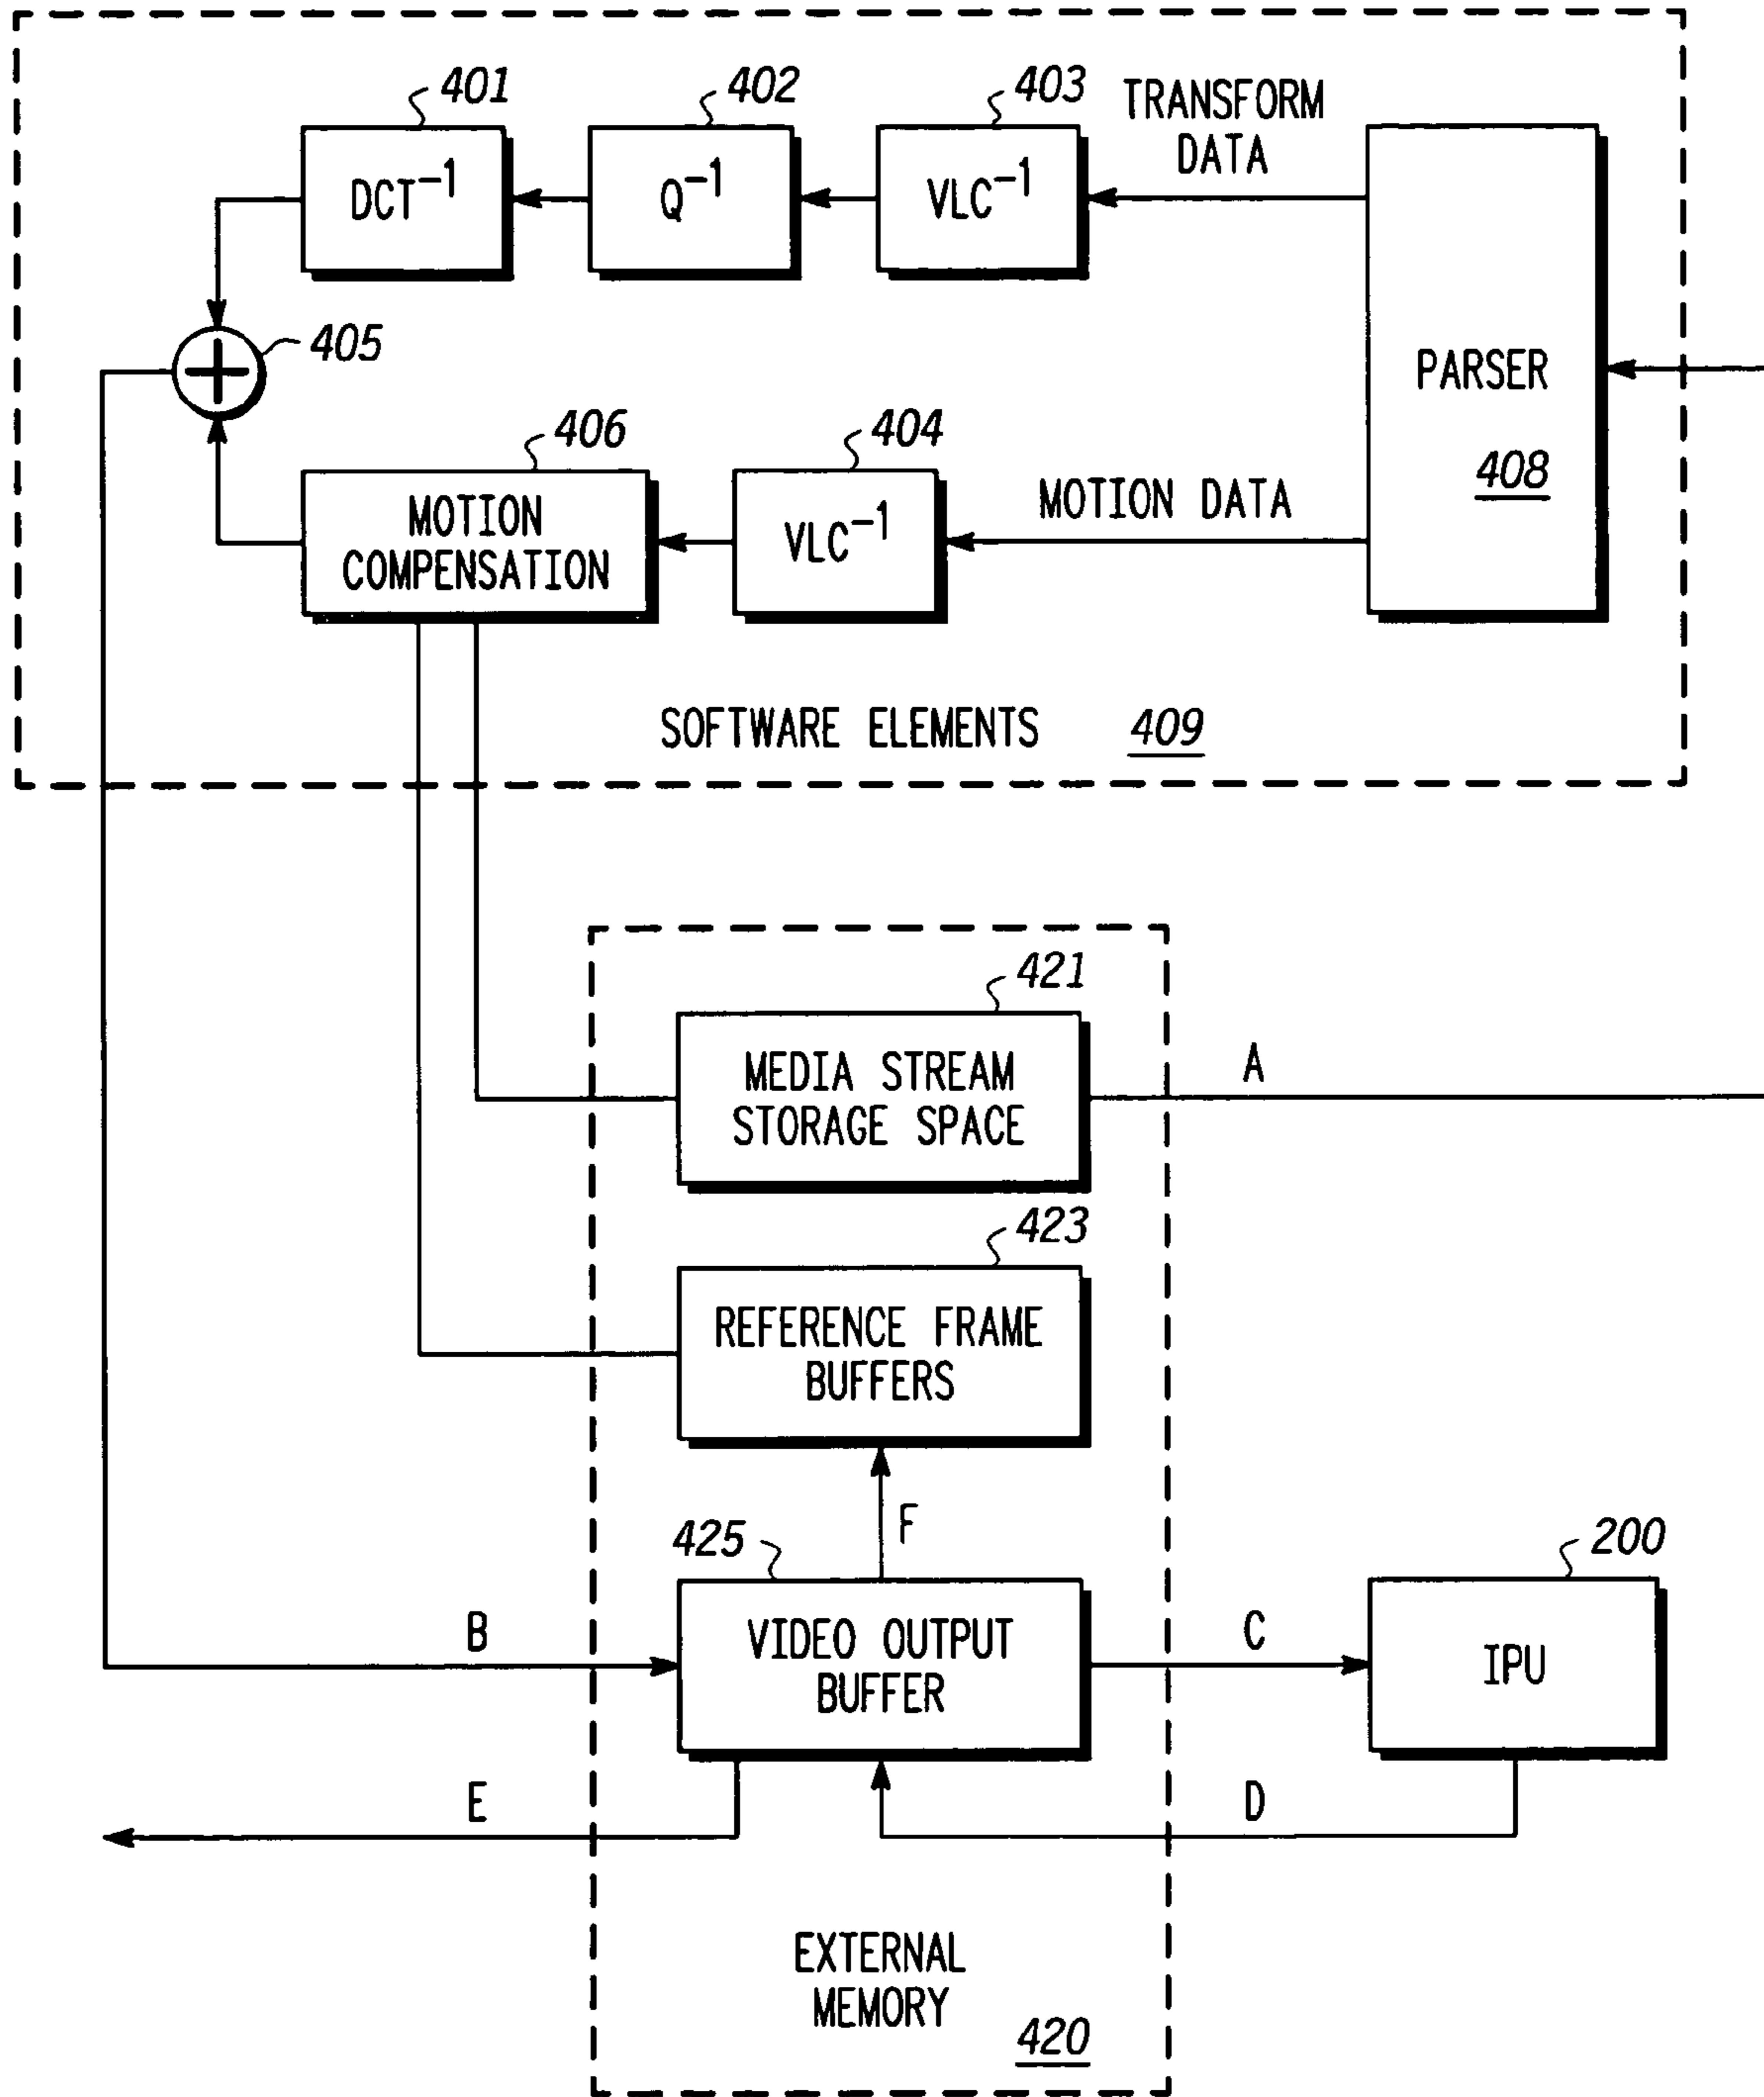 401
402
403
TRANSFORM
DATA
DCT⁻¹
Q⁻¹
VLC⁻¹
405
PARSER
408
406
404
MOTION DATA
MOTION
COMPENSATION
VLC⁻¹
SOFTWARE ELEMENTS 409
421
MEDIA STREAM
STORAGE SPACE
A
423
REFERENCE FRAME
BUFFERS
F
425
200
B
VIDEO OUTPUT
BUFFER
C
IPU
E
D
EXTERNAL
MEMORY
420